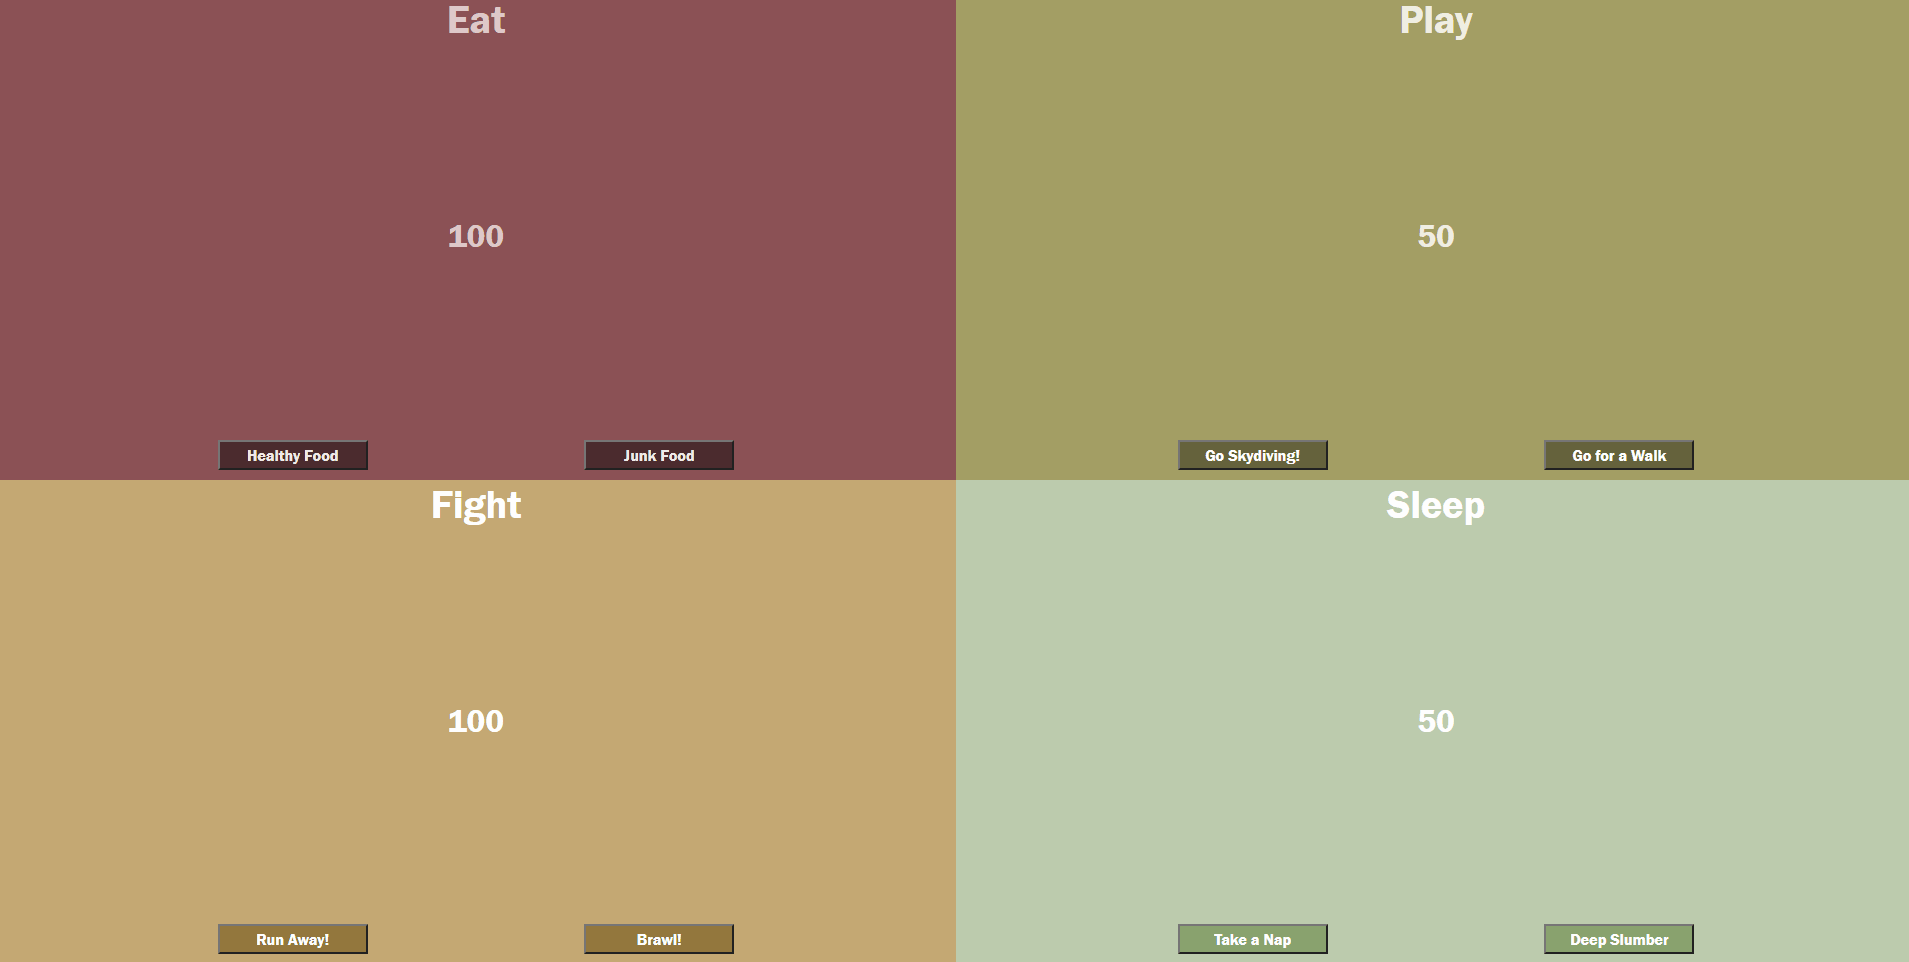 Eat
100
Healthy Food
Junk Food
Play
50
Go Skydiving!
Go for a Walk
Fight
100
Run Away!
Brawl!
Sleep
50
Take a Nap
Deep Slumber